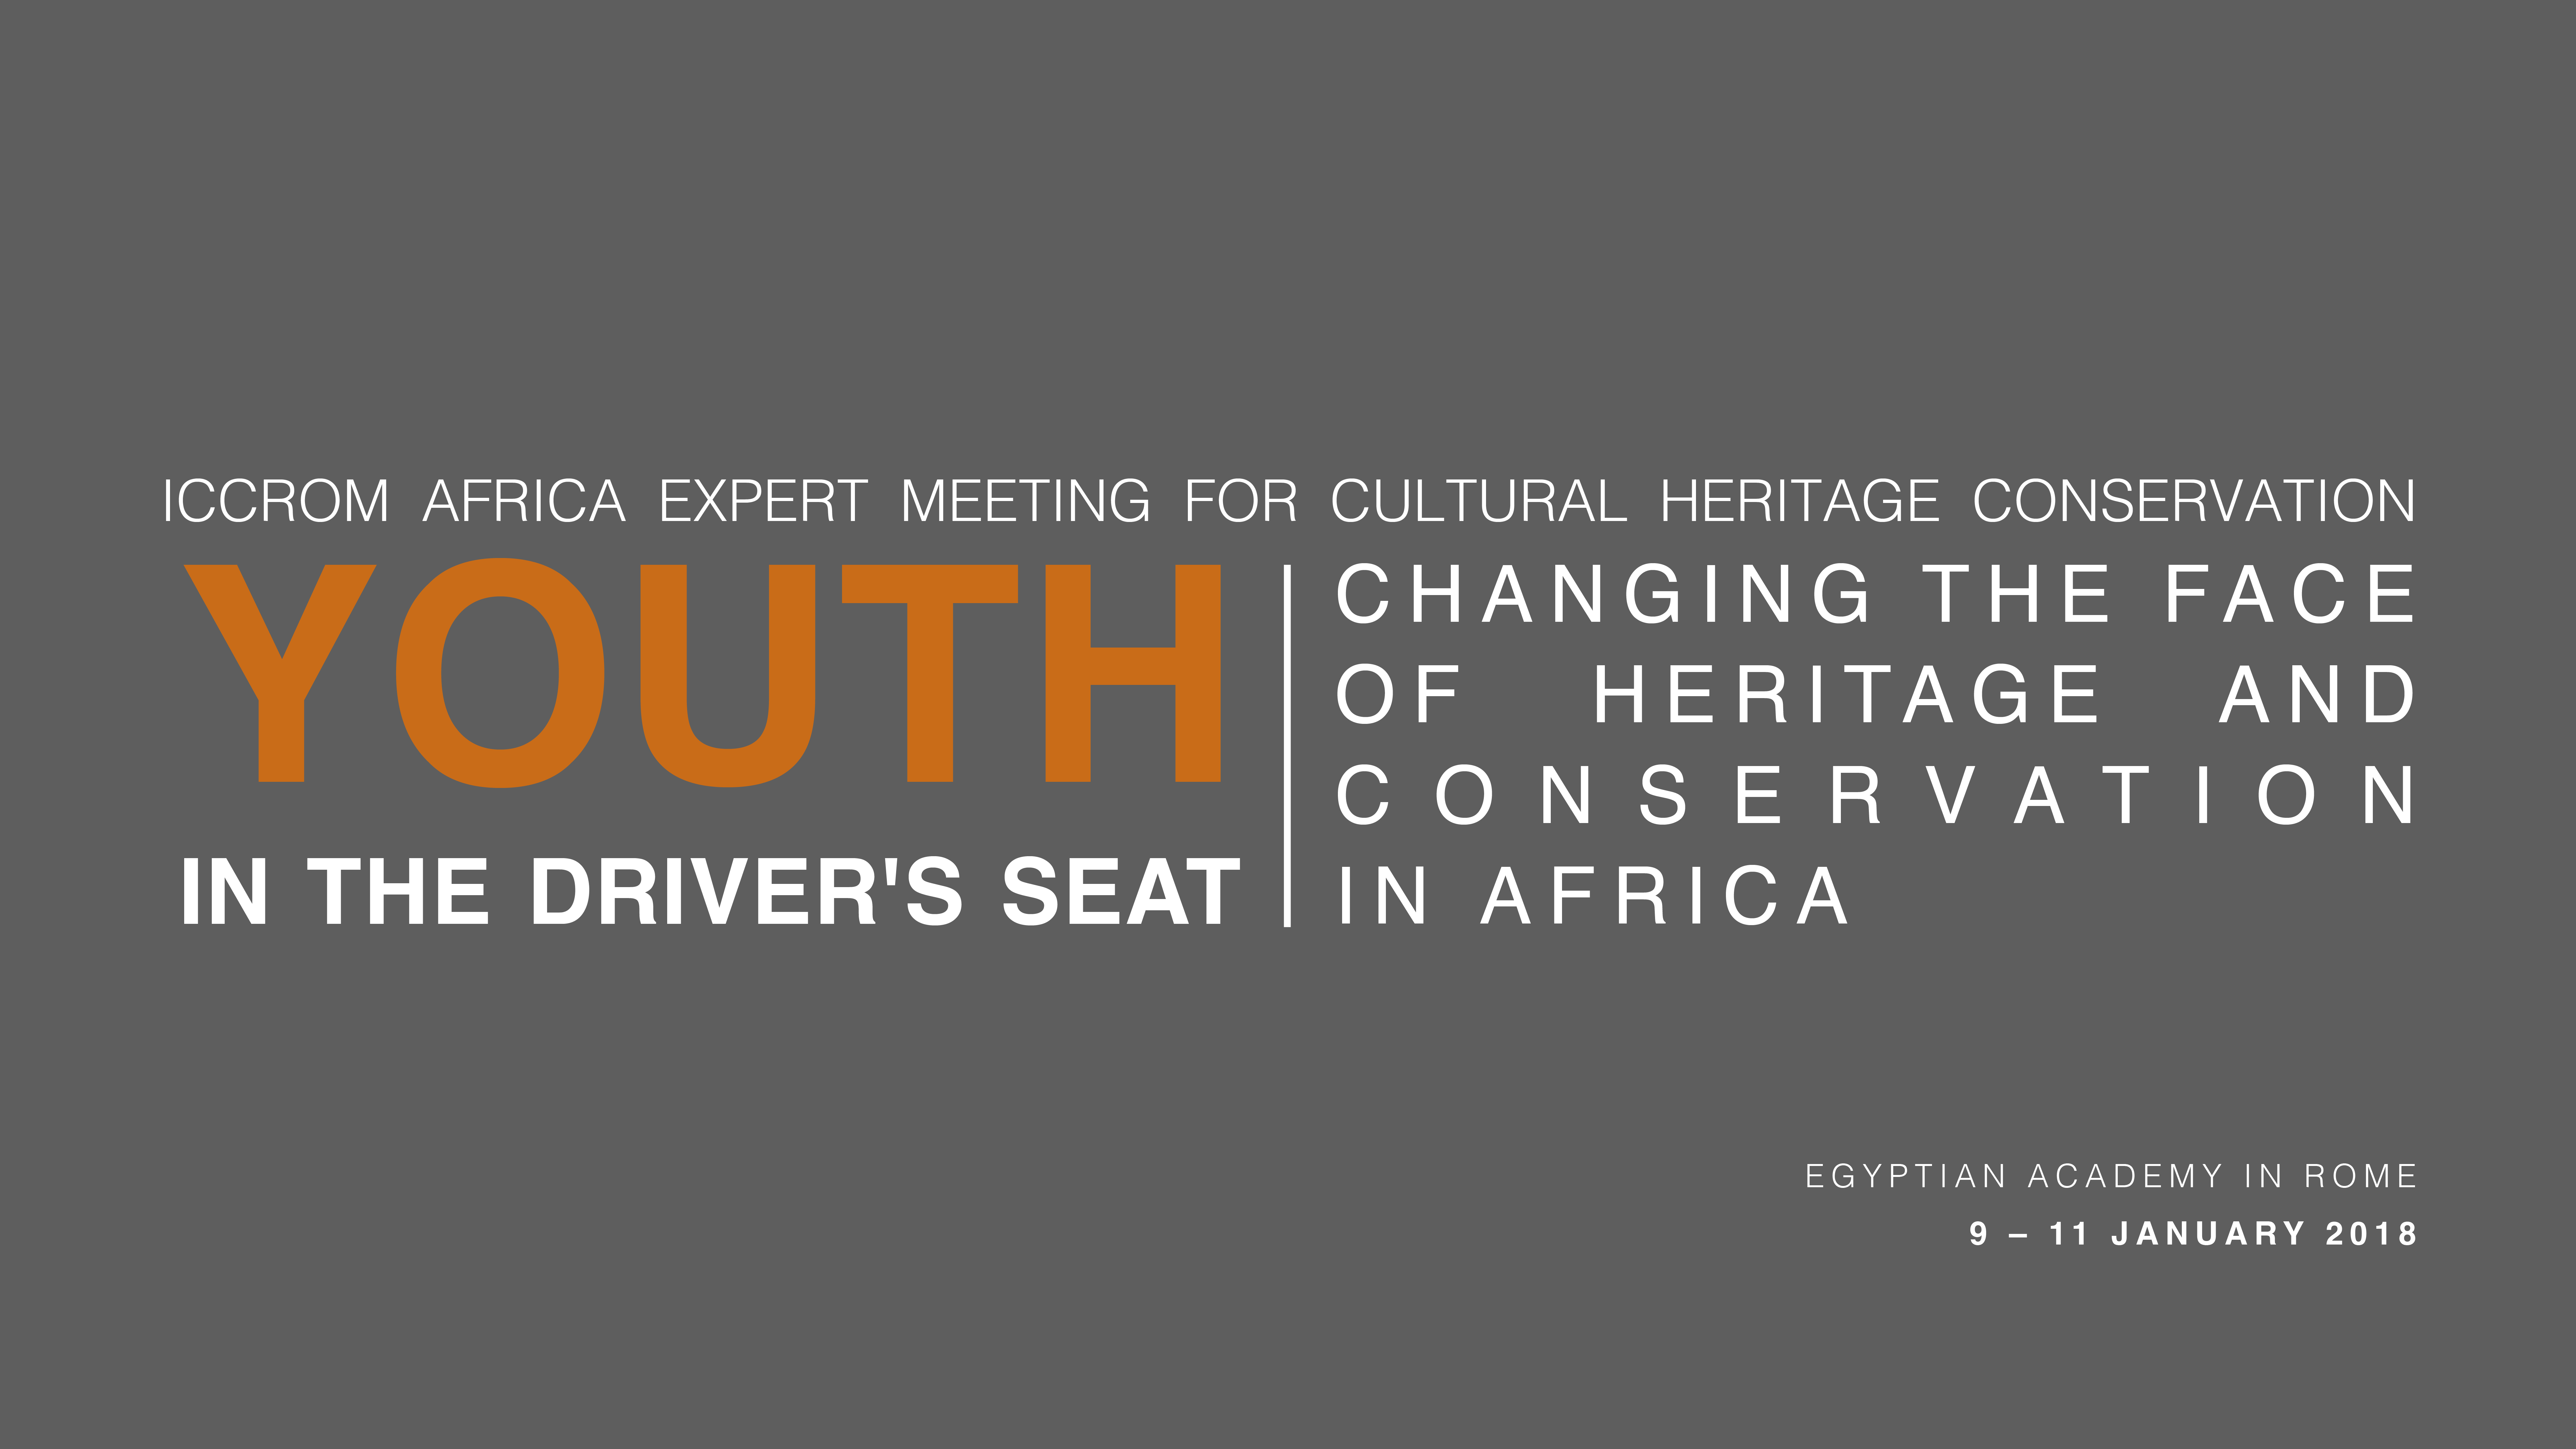 ICCROM AFRICA EXPERT MEETING FOR CULTURAL HERITAGE CONSERVATION
YOUTH
IN THE DRIVER'S SEAT
CHANGING THE FACE
OF HERITAGE AND
CONSERVATION
IN AFRICA
EGYPTIAN ACADEMY IN ROME
9 – 11 JANUARY 2018